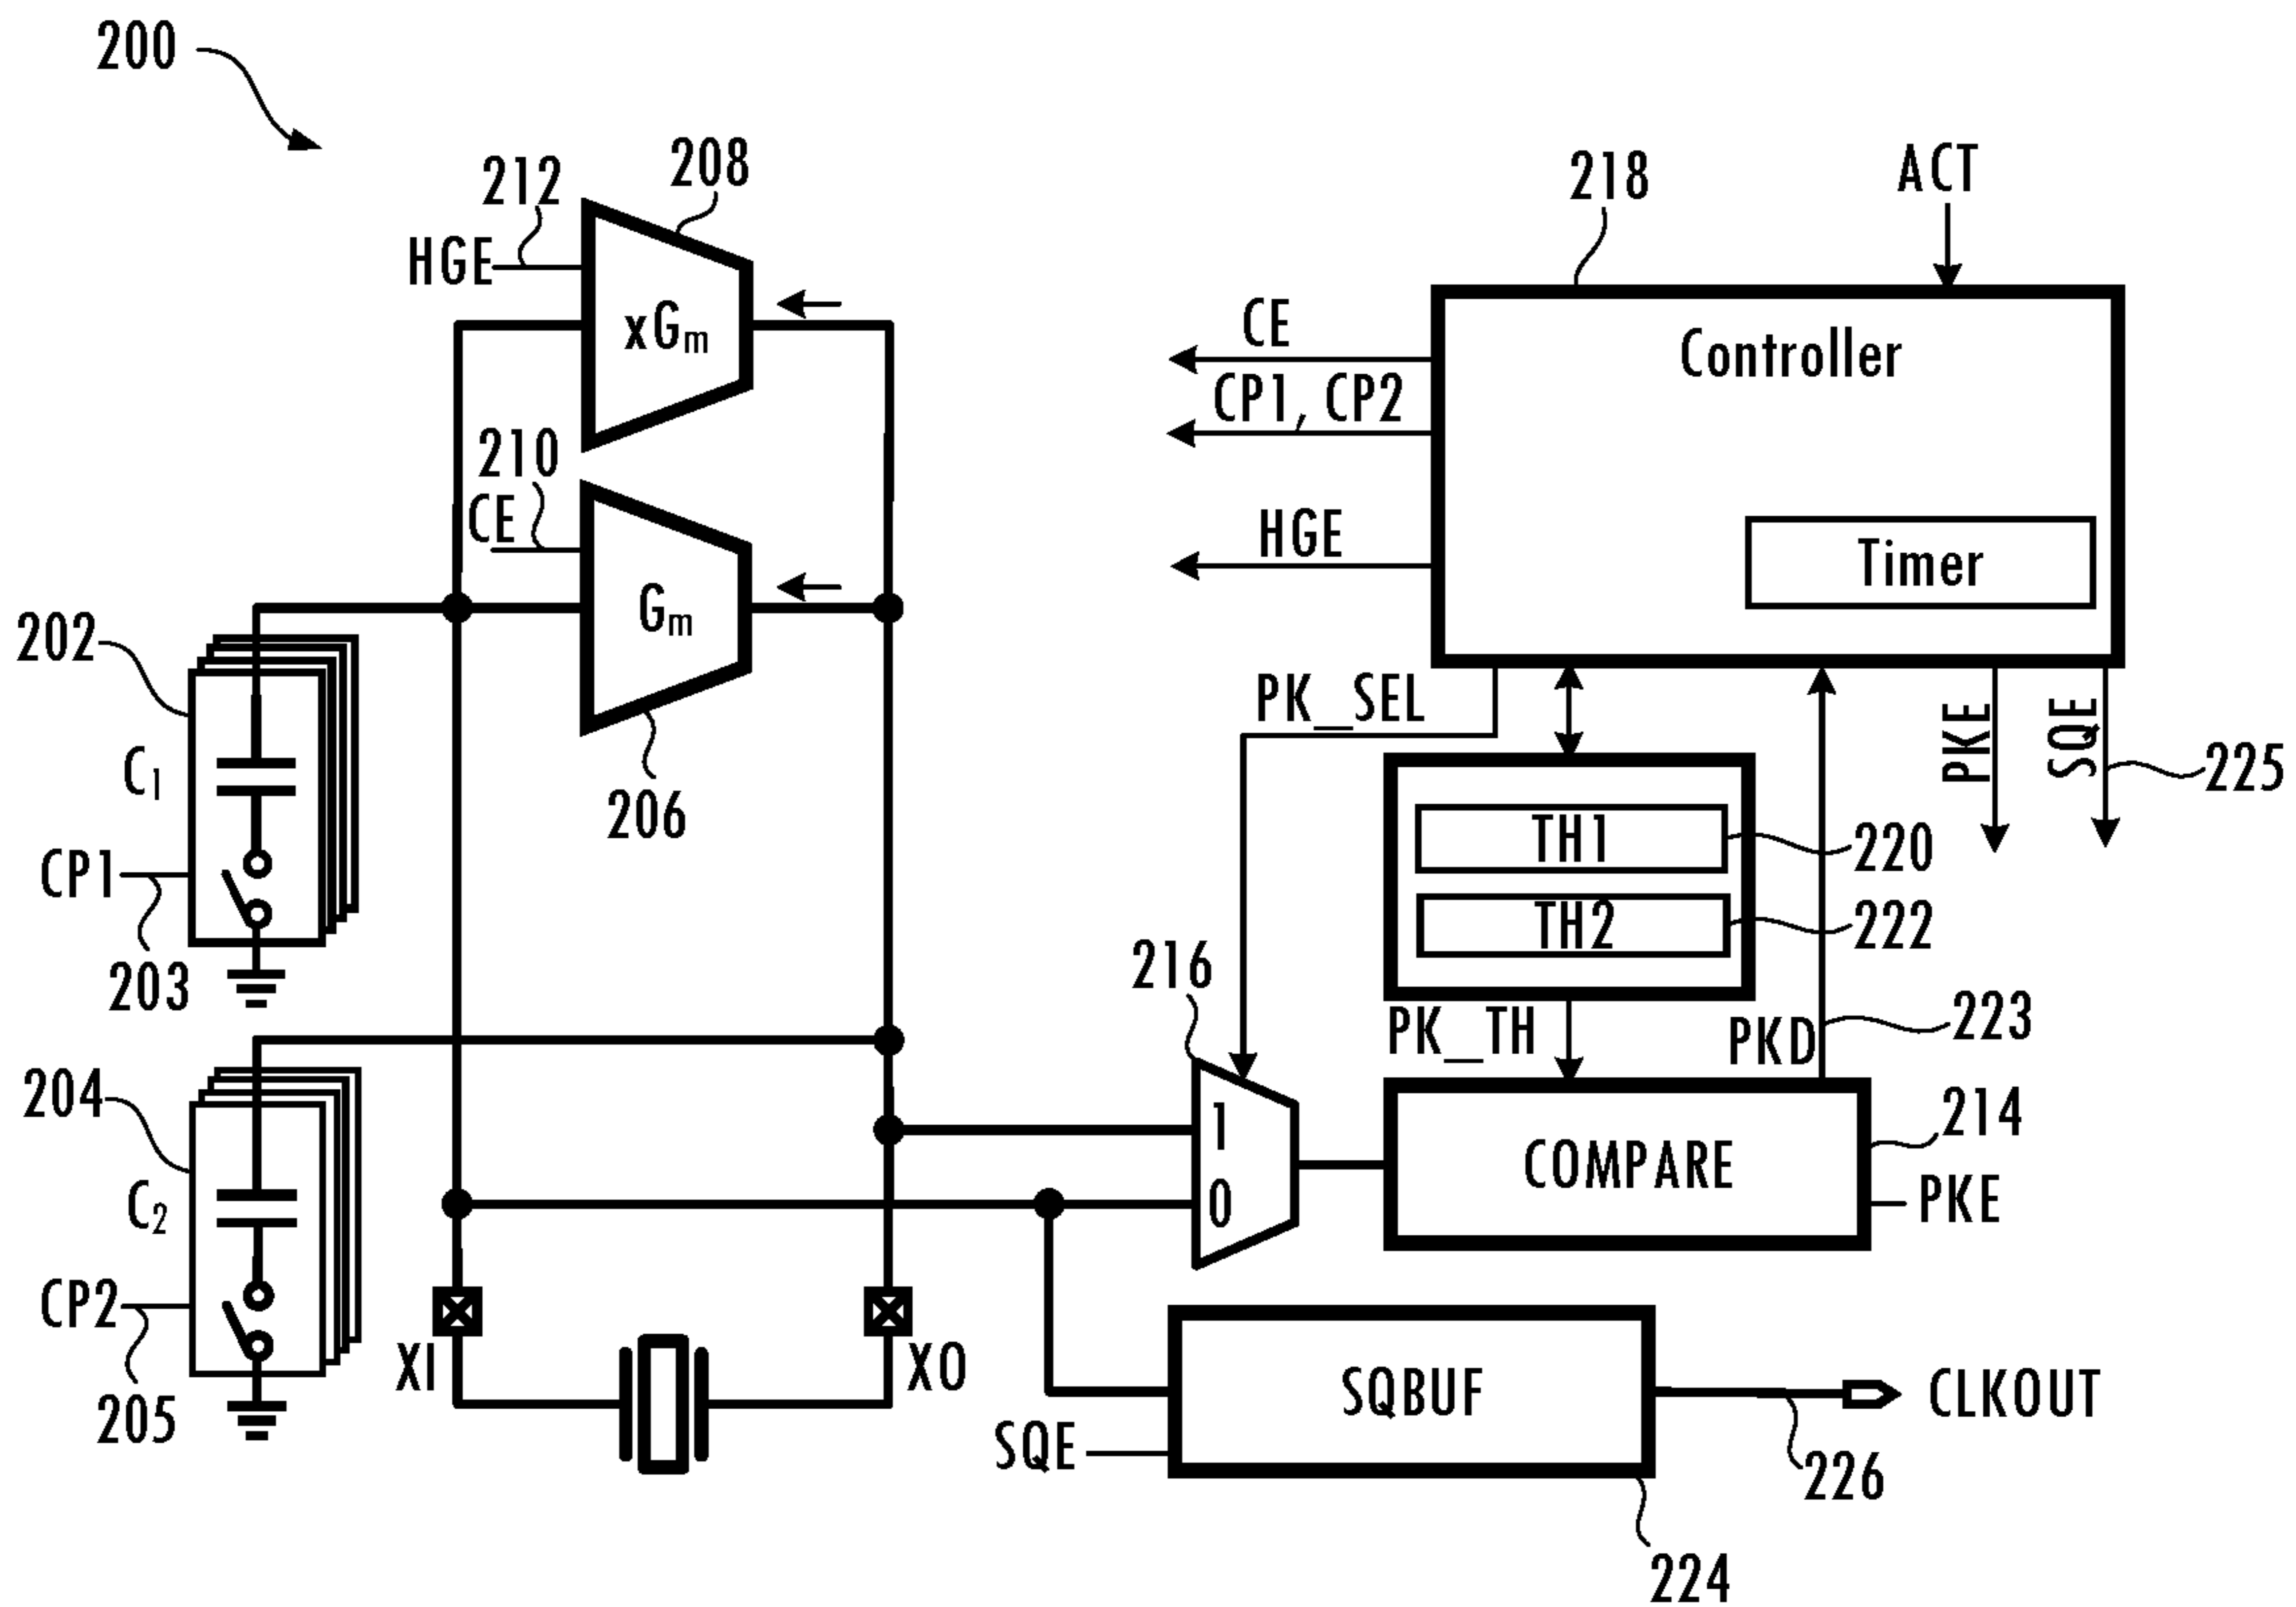 200
212
208
HGE
xGm
210
CE
Gm
206
202
C1
CP1
203
204
C2
CP2
205
XI
XO
218
ACT
Controller
CE
CP1, CP2
HGE
Timer
PK_SEL
PKE
SQE
225
TH1
220
TH2
222
216
PK_TH
PKD
223
1
0
COMPARE
214
PKE
SQBUF
SQE
CLKOUT
226
224